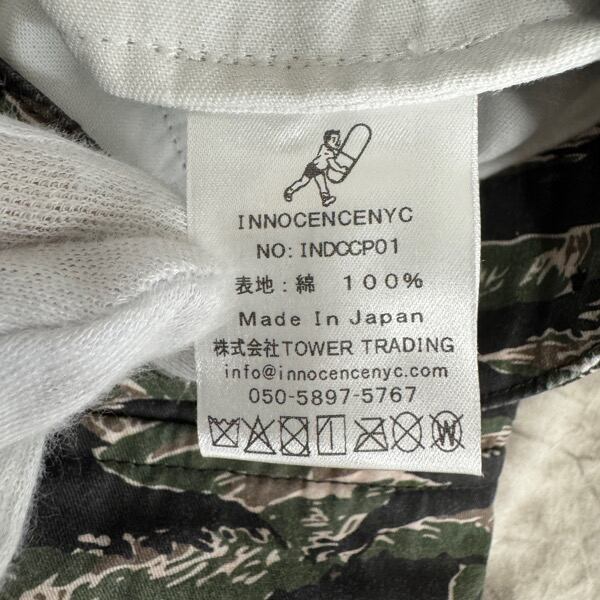 INNOCENCENYC
NO: INDCCP01
表地：綿 100%
Made In Japan
株式会社TOWER TRADING
info@innocencenyc.com
050-5897-5767